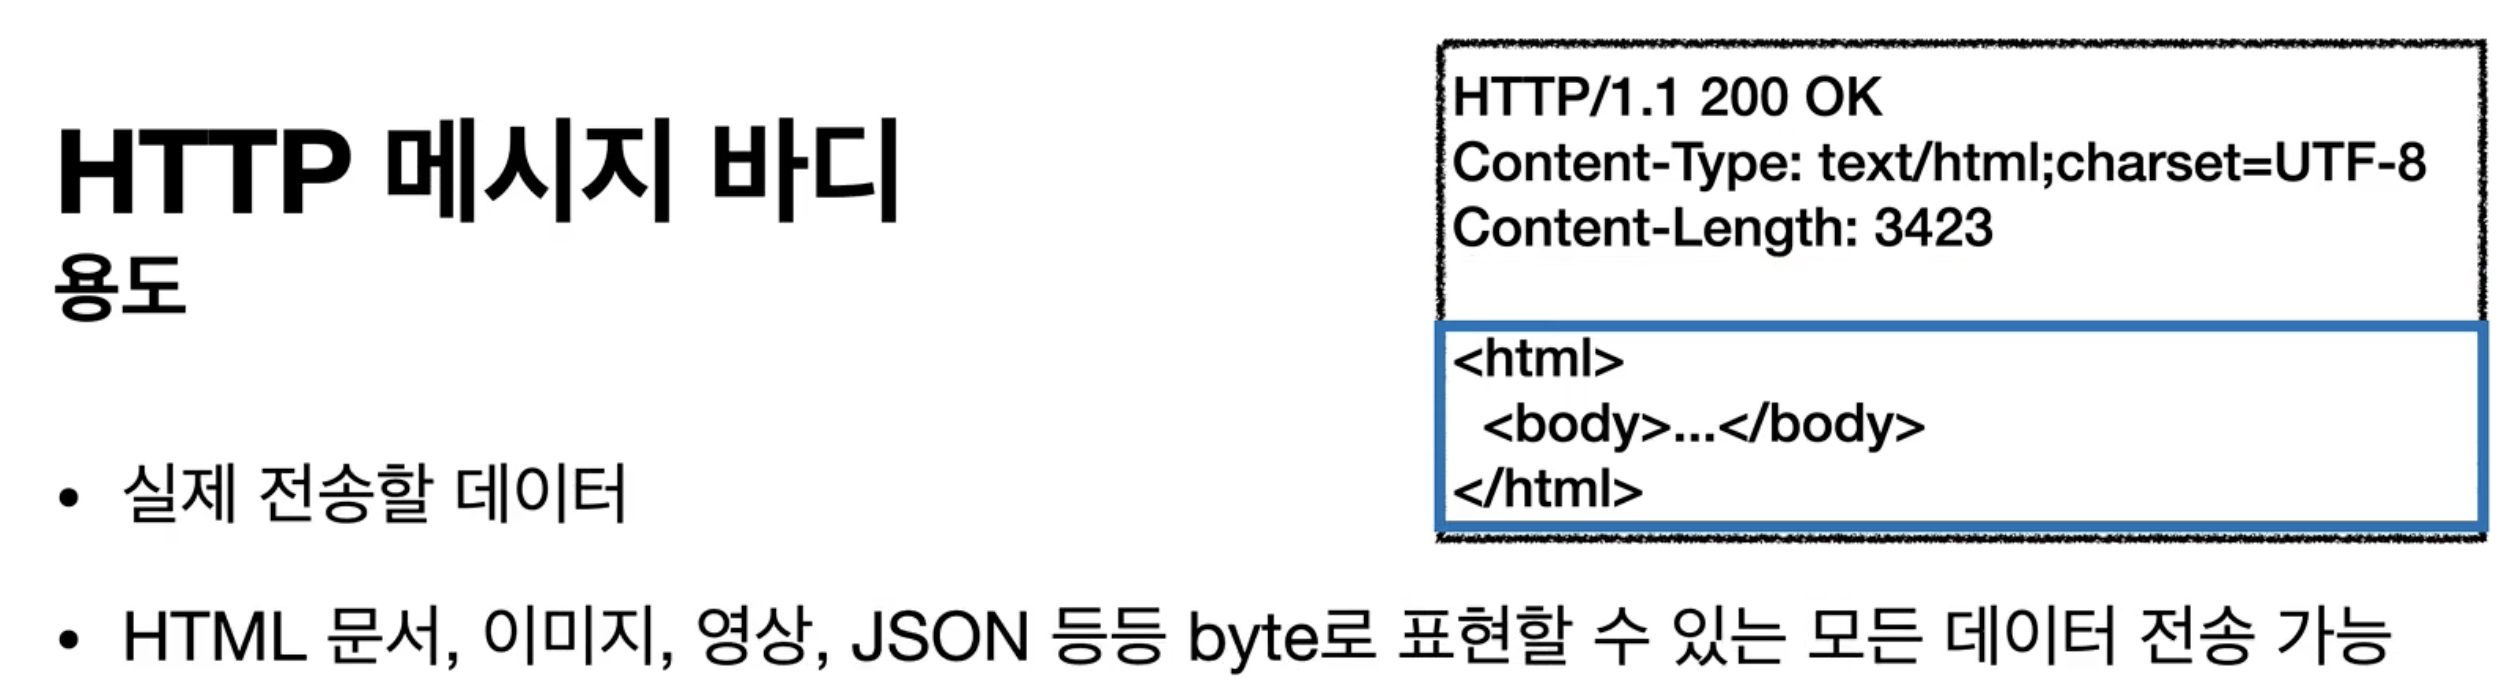 HTTP 메시지 바디
용도
실제 전송할 데이터
HTML 문서, 이미지, 영상, JSON 등등 byte로 표현할 수 있는 모든 데이터 전송 가능
HTTP/1.1 200 OK
Content-Type: text/html;charset=UTF-8
Content-Length: 3423
<html>
<body>...</body>
</html>